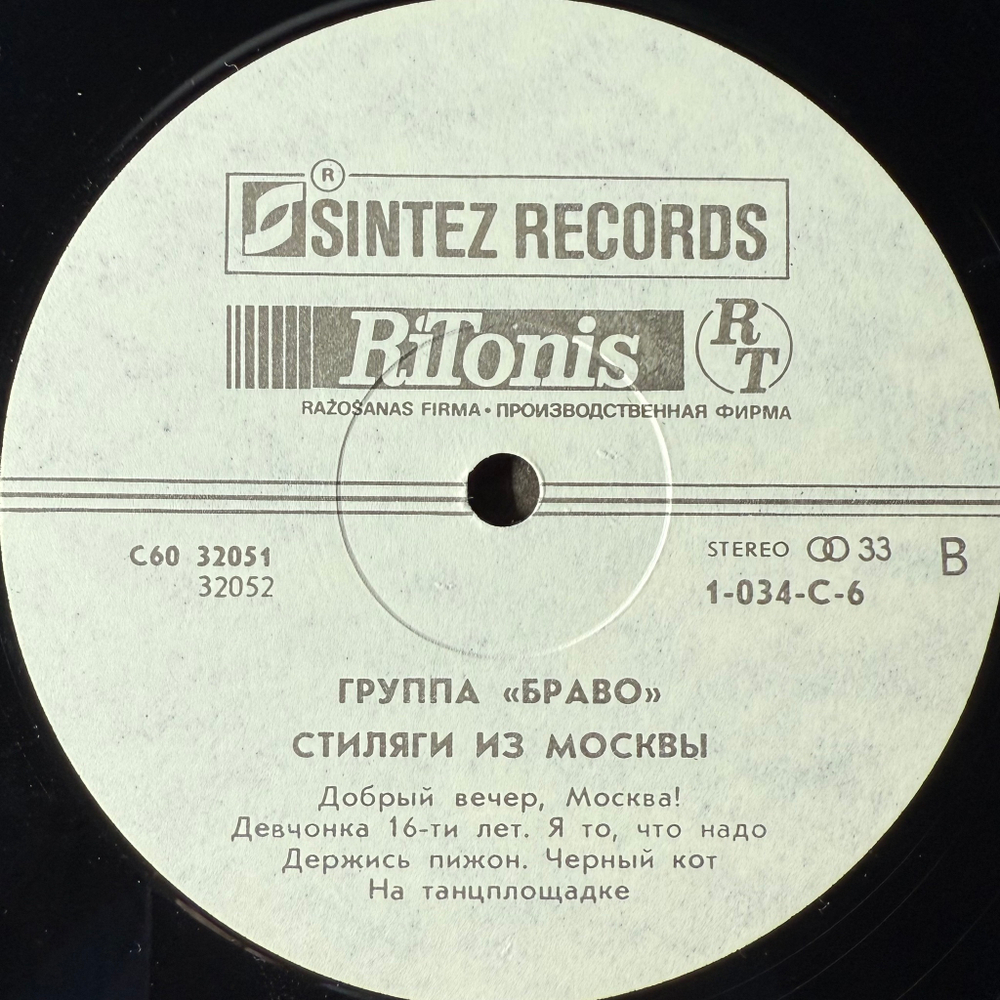 ®
SINTEZ RECORDS
RiTonis RT
RAŽOŠANAS FIRMA • ПРОИЗВОДСТВЕННАЯ ФИРМА
С60 32051
32052
STEREO 33 B
1-034-C-6
ГРУППА «БРАВО»
СТИЛЯГИ ИЗ МОСКВЫ
Добрый вечер, Москва!
Девчонка 16-ти лет. Я то, что надо
Держись пижон. Черный кот
На танцплощадке